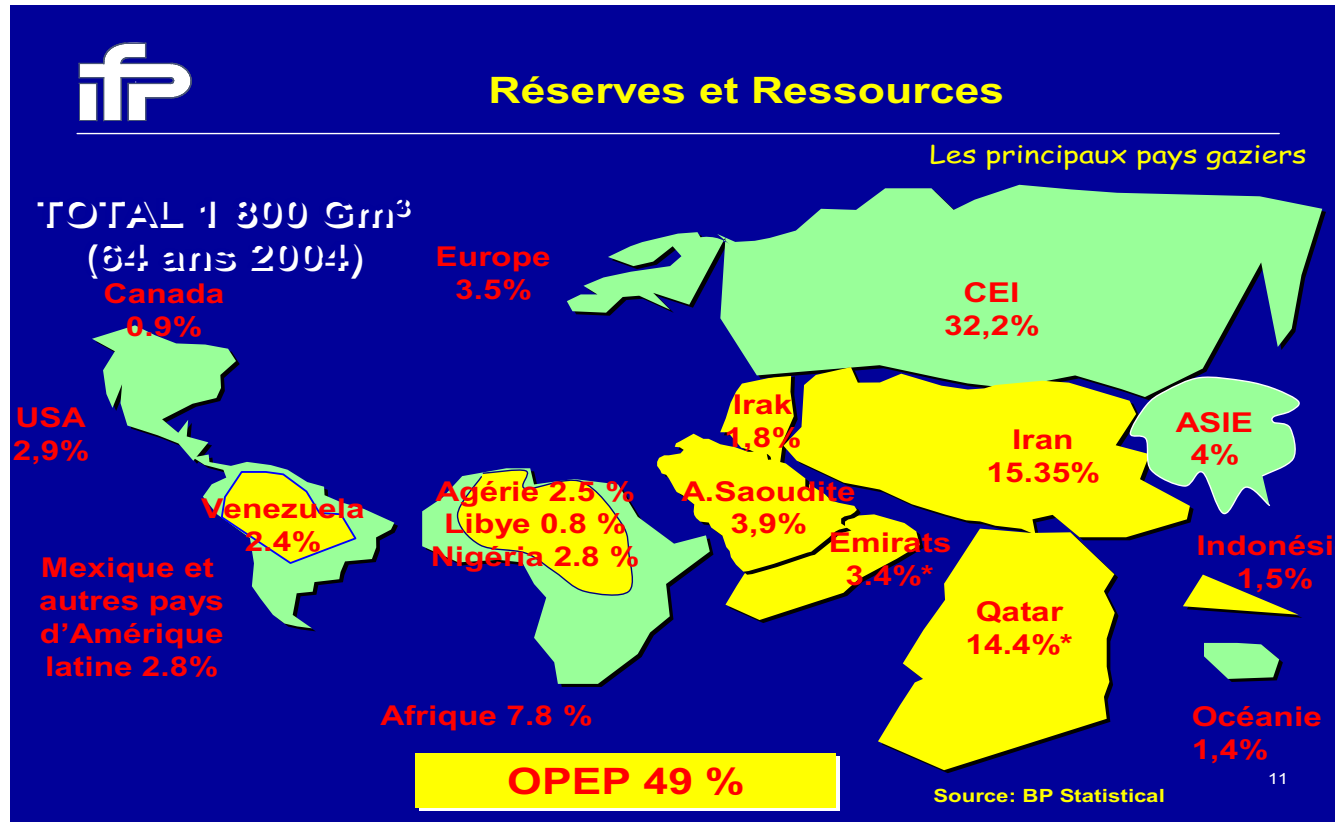 ifp
Réserves et Ressources
Les principaux pays gaziers
TOTAL 1 800 Gm³
(64 ans 2004)
Canada
0.9%
Europe
3.5%
CEI
32,2%
USA
2,9%
Irak
1,8%
Iran
15.35%
ASIE
4%
Venezuela
2.4%
Agérie 2.5 %
Libye 0.8 %
Nigéria 2.8 %
A.Saoudite
3,9%
Émirats
3.4%*
Indonési
1,5%
Mexique et
autres pays
d’Amérique
latine 2.8%
Qatar
14.4%*
Afrique 7.8 %
Océanie
1,4%
OPEP 49 %
Source: BP Statistical
11